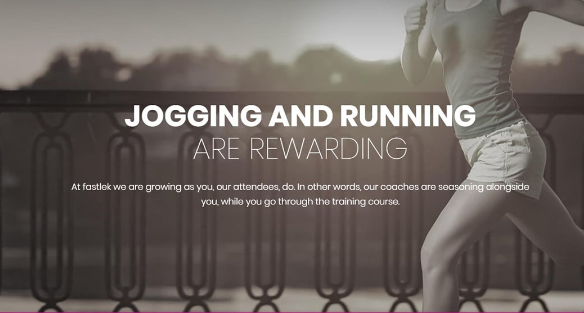 JOGGING AND RUNNING
ARE REWARDING
At fastlek we are growing as you, our attendees, do. In other words, our coaches are seasoning alongside
you, while you go through the training course.